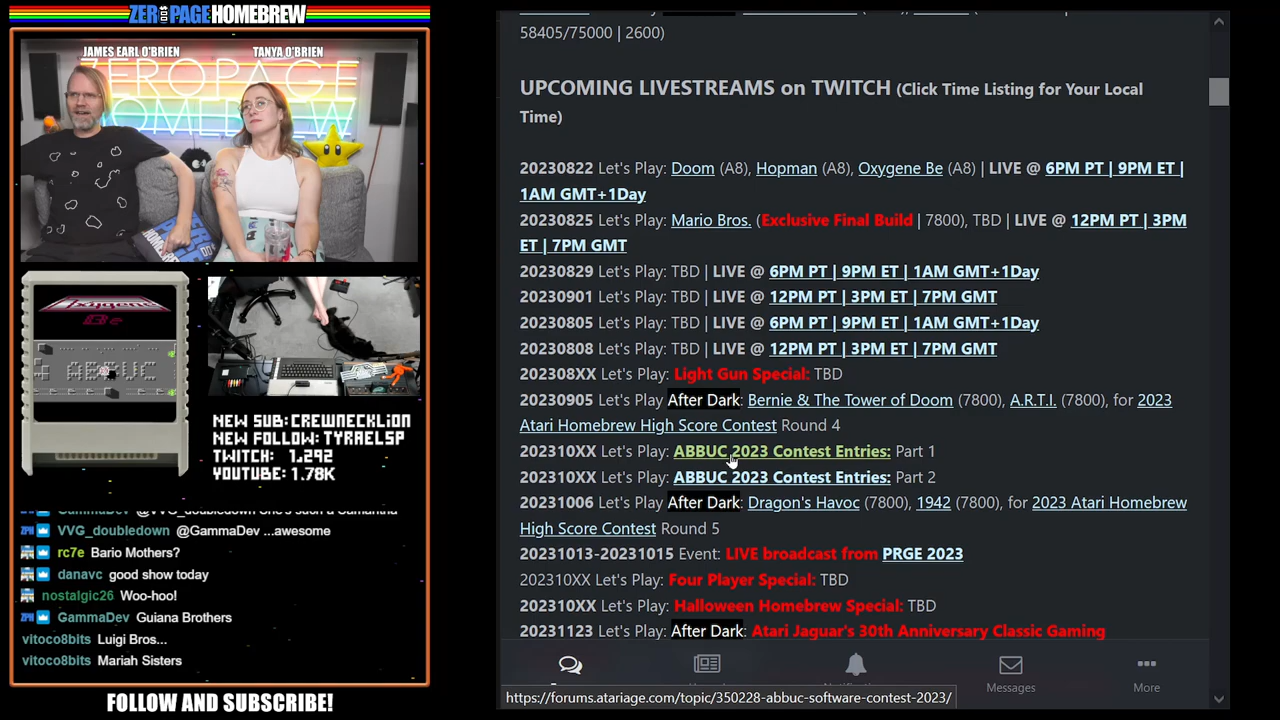 ZEROPAGE HOMEBREW
JAMES EARL O'BRIEN
TANYA O'BRIEN
ZEROPAGE
HOMEBREW
ABBUC
NEW SUB: CREWNECKLION
NEW FOLLOW: TYRAELSP
TWITCH: 1,292
YOUTUBE: 1.78K
VVG_doubledown @GammaDev ...awesome
rc7e Bario Mothers?
danavc good show today
nostalgic26 Woo-hoo!
GammaDev Guiana Brothers
vitoco8bits Luigi Bros...
vitoco8bits Mariah Sisters
FOLLOW AND SUBSCRIBE!
58405/75000 | 2600)
UPCOMING LIVESTREAMS on TWITCH (Click Time Listing for Your Local
Time)
20230822 Let's Play: Doom (A8), Hopman (A8), Oxygene Be (A8) | LIVE @ 6PM PT | 9PM ET |
1AM GMT+1Day
20230825 Let's Play: Mario Bros. (Exclusive Final Build | 7800), TBD | LIVE @ 12PM PT | 3PM
ET | 7PM GMT
20230829 Let's Play: TBD | LIVE @ 6PM PT | 9PM ET | 1AM GMT+1Day
20230901 Let's Play: TBD | LIVE @ 12PM PT | 3PM ET | 7PM GMT
20230805 Let's Play: TBD | LIVE @ 6PM PT | 9PM ET | 1AM GMT+1Day
20230808 Let's Play: TBD | LIVE @ 12PM PT | 3PM ET | 7PM GMT
202308XX Let's Play: Light Gun Special: TBD
20230905 Let's Play After Dark: Bernie & The Tower of Doom (7800), A.R.T.I. (7800), for 2023
Atari Homebrew High Score Contest Round 4
202310XX Let's Play: ABBUC 2023 Contest Entries: Part 1
202310XX Let's Play: ABBUC 2023 Contest Entries: Part 2
20231006 Let's Play After Dark: Dragon's Havoc (7800), 1942 (7800), for 2023 Atari Homebrew
High Score Contest Round 5
20231013-20231015 Event: LIVE broadcast from PRGE 2023
202310XX Let's Play: Four Player Special: TBD
202310XX Let's Play: Halloween Homebrew Special: TBD
20231123 Let's Play: After Dark: Atari Jaguar's 30th Anniversary Classic Gaming
Messages
More
https://forums.atariage.com/topic/350228-abbuc-software-contest-2023/